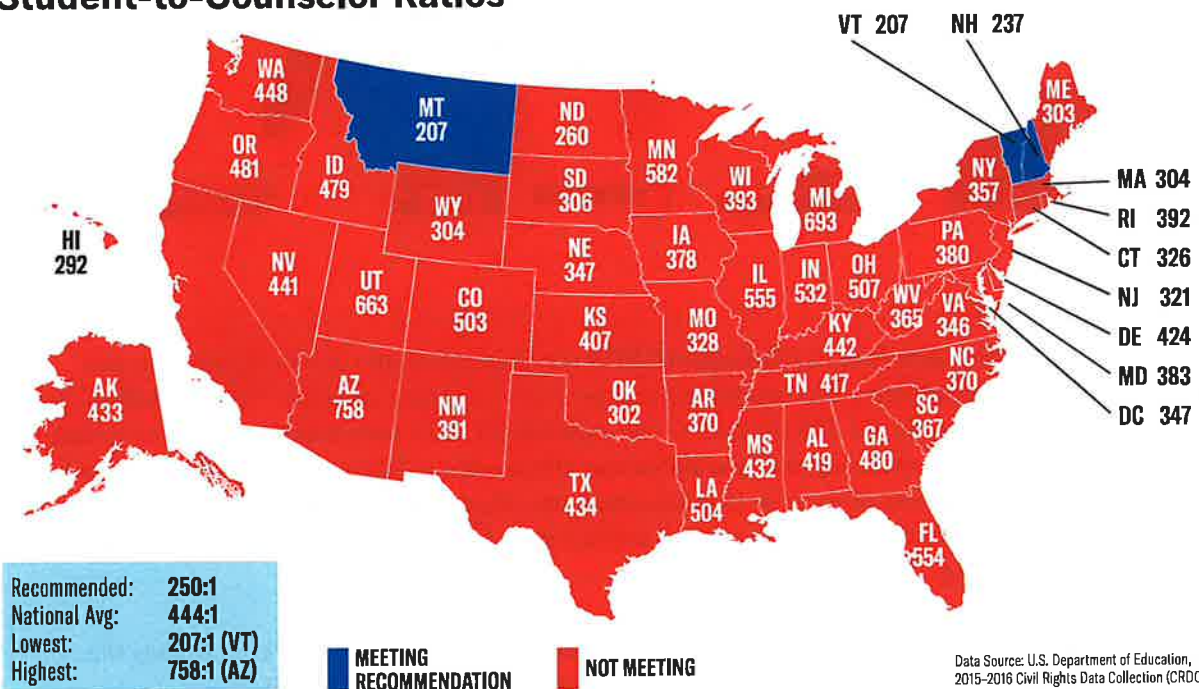 Student-to-Counselor Ratios
VT 207
NH 237
WA
448
MT
207
ND
260
ME
303
OR
481
ID
479
MN
582
WI
393
NY
357
SD
306
MI
693
MA 304
WY
304
RI 392
HI
292
IA
378
PA
380
CT 326
NE
347
NV
441
UT
663
IL
555
IN
532
OH
507
CO
503
WV
365
VA
346
NJ 321
KS
407
MO
328
KY
442
DE 424
NC
370
MD 383
AK
433
AZ
758
TN 417
NM
391
OK
302
AR
370
SC
367
DC 347
MS
432
AL
419
GA
480
TX
434
LA
504
FL
554
Recommended: 250:1
National Avg: 444:1
Lowest: 207:1 (VT)
Highest: 758:1 (AZ)
MEETING
RECOMMENDATION
NOT MEETING
Data Source: U.S. Department of Education,
2015–2016 Civil Rights Data Collection (CRDC